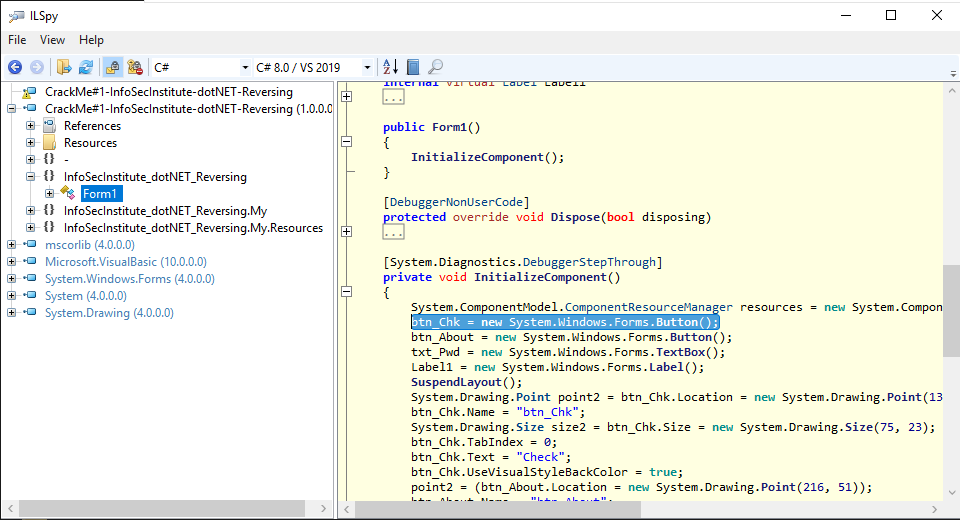 ILSpy
File View Help
C# C# 8.0 / VS 2019
CrackMe#1-InfoSecInstitute-dotNET-Reversing
CrackMe#1-InfoSecInstitute-dotNET-Reversing (1.0.0.0
References
Resources
{ } -
{ } InfoSecInstitute_dotNET_Reversing
Form1
{ } InfoSecInstitute_dotNET_Reversing.My
{ } InfoSecInstitute_dotNET_Reversing.My.Resources
mscorlib (4.0.0.0)
Microsoft.VisualBasic (10.0.0.0)
System.Windows.Forms (4.0.0.0)
System (4.0.0.0)
System.Drawing (4.0.0.0)
internal virtual Label Label1
...
public Form1()
{
InitializeComponent();
}
[DebuggerNonUserCode]
protected override void Dispose(bool disposing)
...
[System.Diagnostics.DebuggerStepThrough]
private void InitializeComponent()
{
System.ComponentModel.ComponentResourceManager resources = new System.Compon
btn_Chk = new System.Windows.Forms.Button();
btn_About = new System.Windows.Forms.Button();
txt_Pwd = new System.Windows.Forms.TextBox();
Label1 = new System.Windows.Forms.Label();
SuspendLayout();
System.Drawing.Point point2 = btn_Chk.Location = new System.Drawing.Point(13
btn_Chk.Name = "btn_Chk";
System.Drawing.Size size2 = btn_Chk.Size = new System.Drawing.Size(75, 23);
btn_Chk.TabIndex = 0;
btn_Chk.Text = "Check";
btn_Chk.UseVisualStyleBackColor = true;
point2 = (btn_About.Location = new System.Drawing.Point(216, 51));
btn_About.Name = "btn_About";